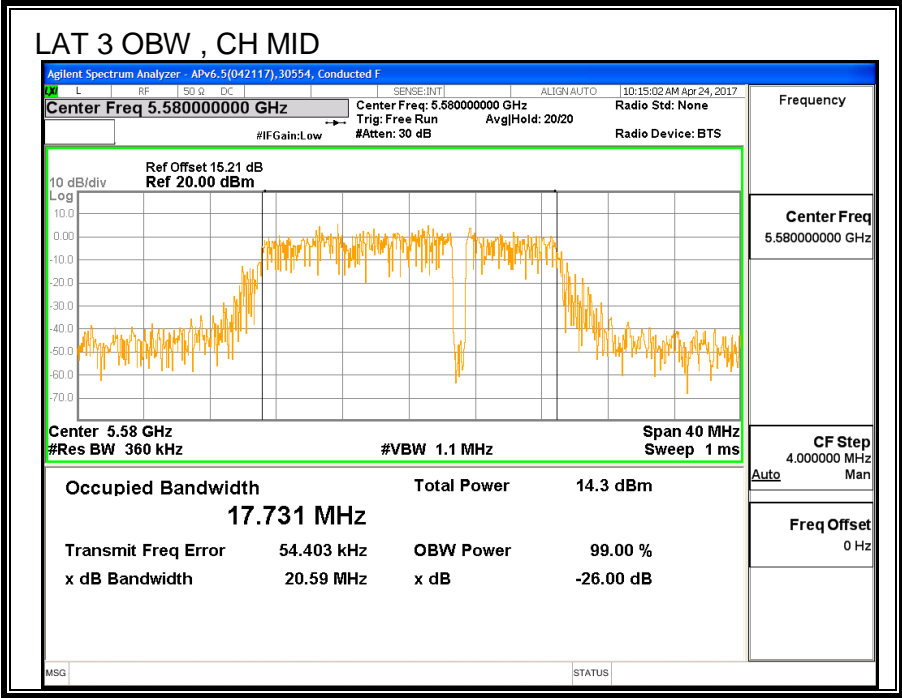 LAT 3 OBW , CH MID
Agilent Spectrum Analyzer - APv6.5(042117),30554, Conducted F
LXI L RF 50 Ω DC SENSE:INT ALIGNAUTO 10:15:02 AM Apr 24, 2017
Center Freq 5.580000000 GHz
Center Freq: 5.580000000 GHz Radio Std: None
Trig: Free Run Avg|Hold: 20/20
#IFGain:Low #Atten: 30 dB Radio Device: BTS
Ref Offset 15.21 dB
10 dB/div Ref 20.00 dBm
Log
10.0
0.00
-10.0
-20.0
-30.0
-40.0
-50.0
-60.0
-70.0
Center 5.58 GHz Span 40 MHz
#Res BW 360 kHz #VBW 1.1 MHz Sweep 1 ms
Occupied Bandwidth Total Power 14.3 dBm
17.731 MHz
Transmit Freq Error 54.403 kHz OBW Power 99.00 %
x dB Bandwidth 20.59 MHz x dB -26.00 dB
Frequency
Center Freq
5.580000000 GHz
CF Step
4.000000 MHz
Auto Man
Freq Offset
0 Hz
MSG STATUS